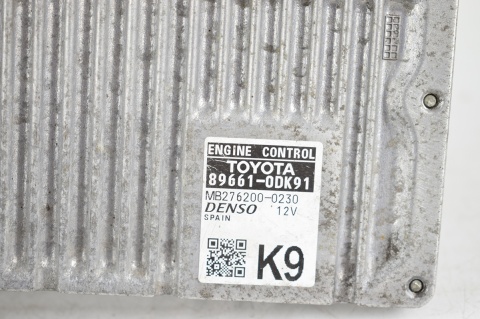 ENGINE CONTROL
TOYOTA
89661-0DK91
MB276200-0230
DENSO 12V
SPAIN
K9